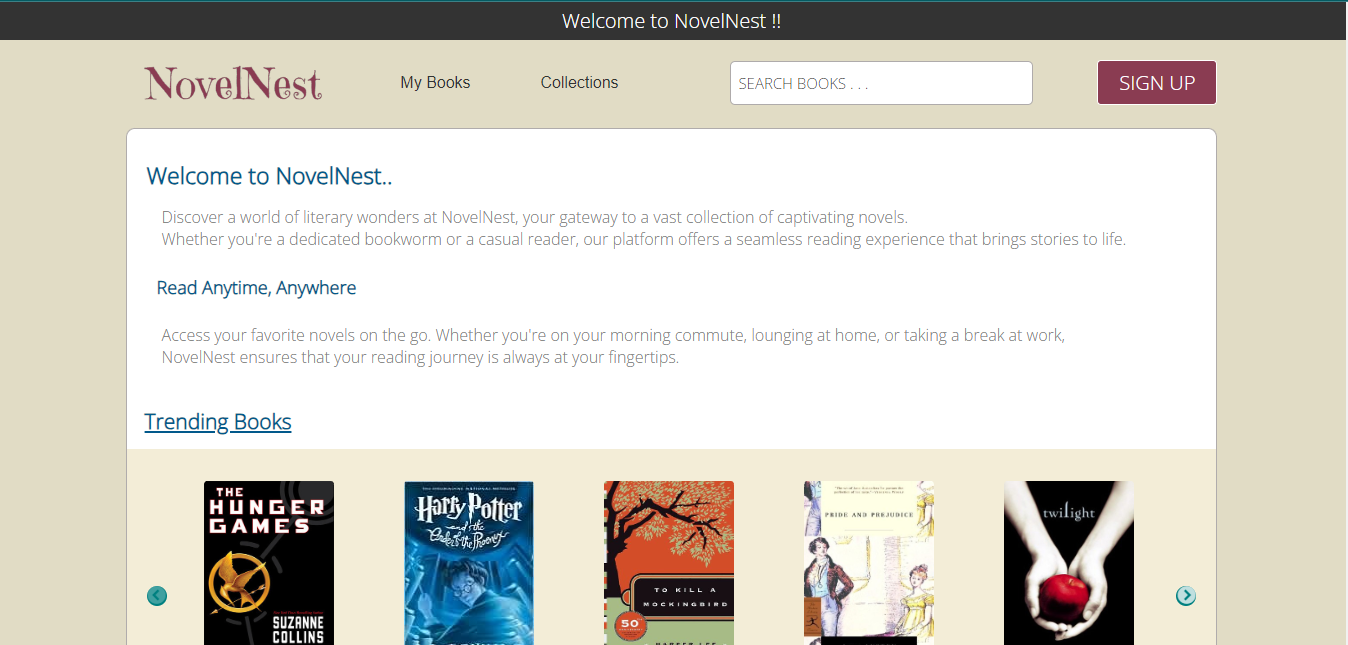 Welcome to NovelNest !!
NovelNest
My Books
Collections
SEARCH BOOKS . . .
SIGN UP
Welcome to NovelNest..
Discover a world of literary wonders at NovelNest, your gateway to a vast collection of captivating novels.
Whether you're a dedicated bookworm or a casual reader, our platform offers a seamless reading experience that brings stories to life.
Read Anytime, Anywhere
Access your favorite novels on the go. Whether you're on your morning commute, lounging at home, or taking a break at work,
NovelNest ensures that your reading journey is always at your fingertips.
Trending Books
THE
HUNGER
GAMES
SUZANNE
COLLINS
Harry Potter
and the
Order of the Phoenix
TO KILL A
MOCKINGBIRD
50th
HARPER LEE
PRIDE AND PREJUDICE
twilight